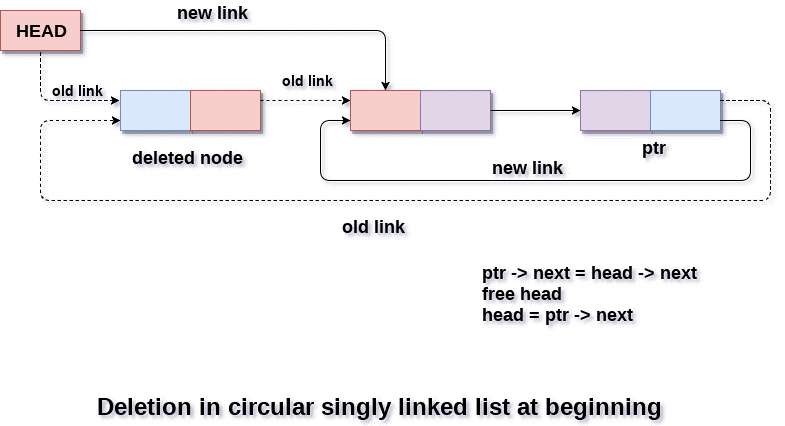 new link
HEAD
old link
old link
deleted node
ptr
new link
old link
ptr -> next = head -> next
free head
head = ptr -> next
Deletion in circular singly linked list at beginning